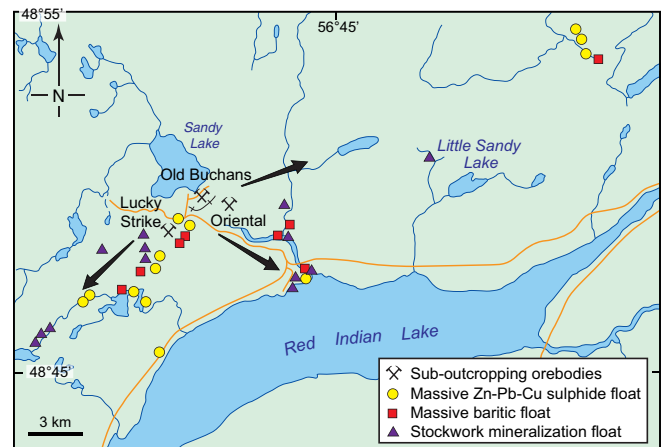 48°55'
56°45'
N
Sandy
Lake
Little Sandy
Lake
Old Buchans
Lucky
Strike
Oriental
Red Indian Lake
48°45'
3 km
Sub-outcropping orebodies
Massive Zn-Pb-Cu sulphide float
Massive baritic float
Stockwork mineralization float